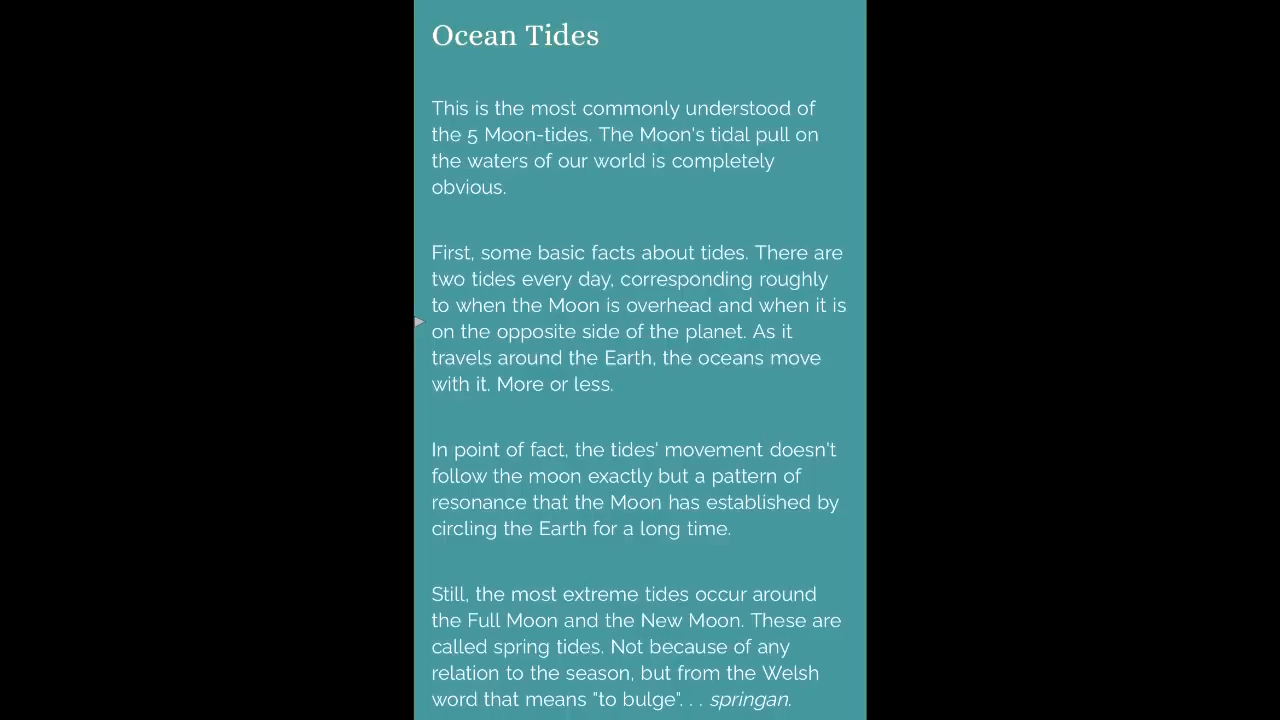 Ocean Tides
This is the most commonly understood of
the 5 Moon-tides. The Moon's tidal pull on
the waters of our world is completely
obvious.
First, some basic facts about tides. There are
two tides every day, corresponding roughly
to when the Moon is overhead and when it is
on the opposite side of the planet. As it
travels around the Earth, the oceans move
with it. More or less.
In point of fact, the tides' movement doesn't
follow the moon exactly but a pattern of
resonance that the Moon has established by
circling the Earth for a long time.
Still, the most extreme tides occur around
the Full Moon and the New Moon. These are
called spring tides. Not because of any
relation to the season, but from the Welsh
word that means "to bulge". . . springan.